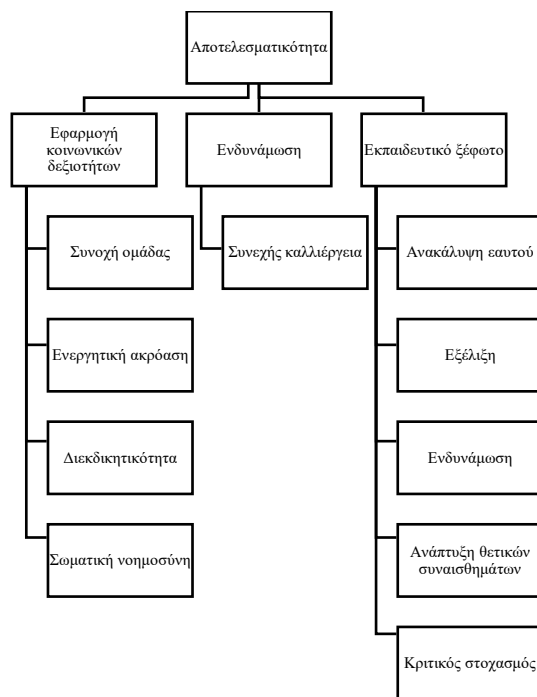 Αποτελεσματικότητα
Εφαρμογή
κοινωνικών
δεξιοτήτων
Συνοχή ομάδας
Ενεργητική ακρόαση
Διεκδικητικότητα
Σωματική νοημοσύνη
Ενδυνάμωση
Συνεχής καλλιέργεια
Εκπαιδευτικό ξέφωτο
Ανακάλυψη εαυτού
Εξέλιξη
Ενδυνάμωση
Ανάπτυξη θετικών
συναισθημάτων
Κριτικός στοχασμός